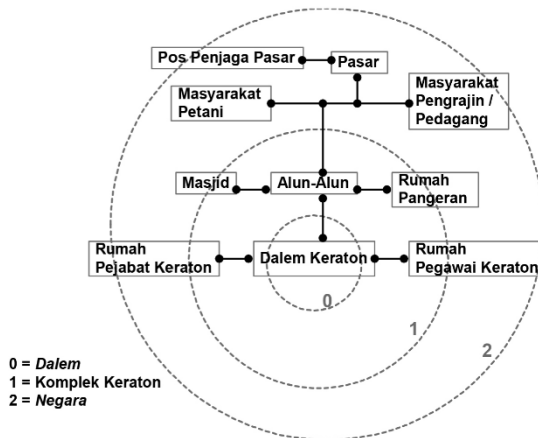 Pos Penjaga Pasar
Pasar
Masyarakat
Petani
Masyarakat
Pengrajin /
Pedagang
Masjid
Alun-Alun
Rumah
Pangeran
Rumah
Pejabat Keraton
Dalem Keraton
Rumah
Pegawai Keraton
0
1
2
0 = Dalem
1 = Komplek Keraton
2 = Negara